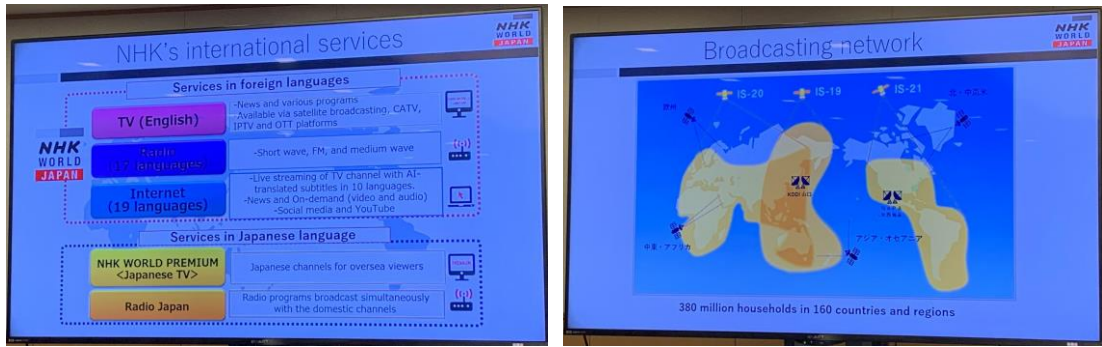 NHK's international services
NHK
WORLD
JAPAN
Services in foreign languages
TV (English)
-News and various programs
-Available via satellite broadcasting, CATV,
IPTV and OTT platforms
NHK
WORLD
JAPAN
Radio
(17 languages)
-Short wave, FM, and medium wave
Internet
(19 languages)
-Live streaming of TV channel with AI-
translated subtitles in 10 languages.
-News and On-demand (video and audio)
-Social media and YouTube
Services in Japanese language
NHK WORLD PREMIUM
<Japanese TV>
Japanese channels for oversea viewers
Radio Japan
Radio programs broadcast simultaneously
with the domestic channels
Broadcasting network
NHK
WORLD
JAPAN
IS-20
IS-19
IS-21
欧州
北・中広木
中東・アフリカ
アジア・オセアニア
380 million households in 160 countries and regions